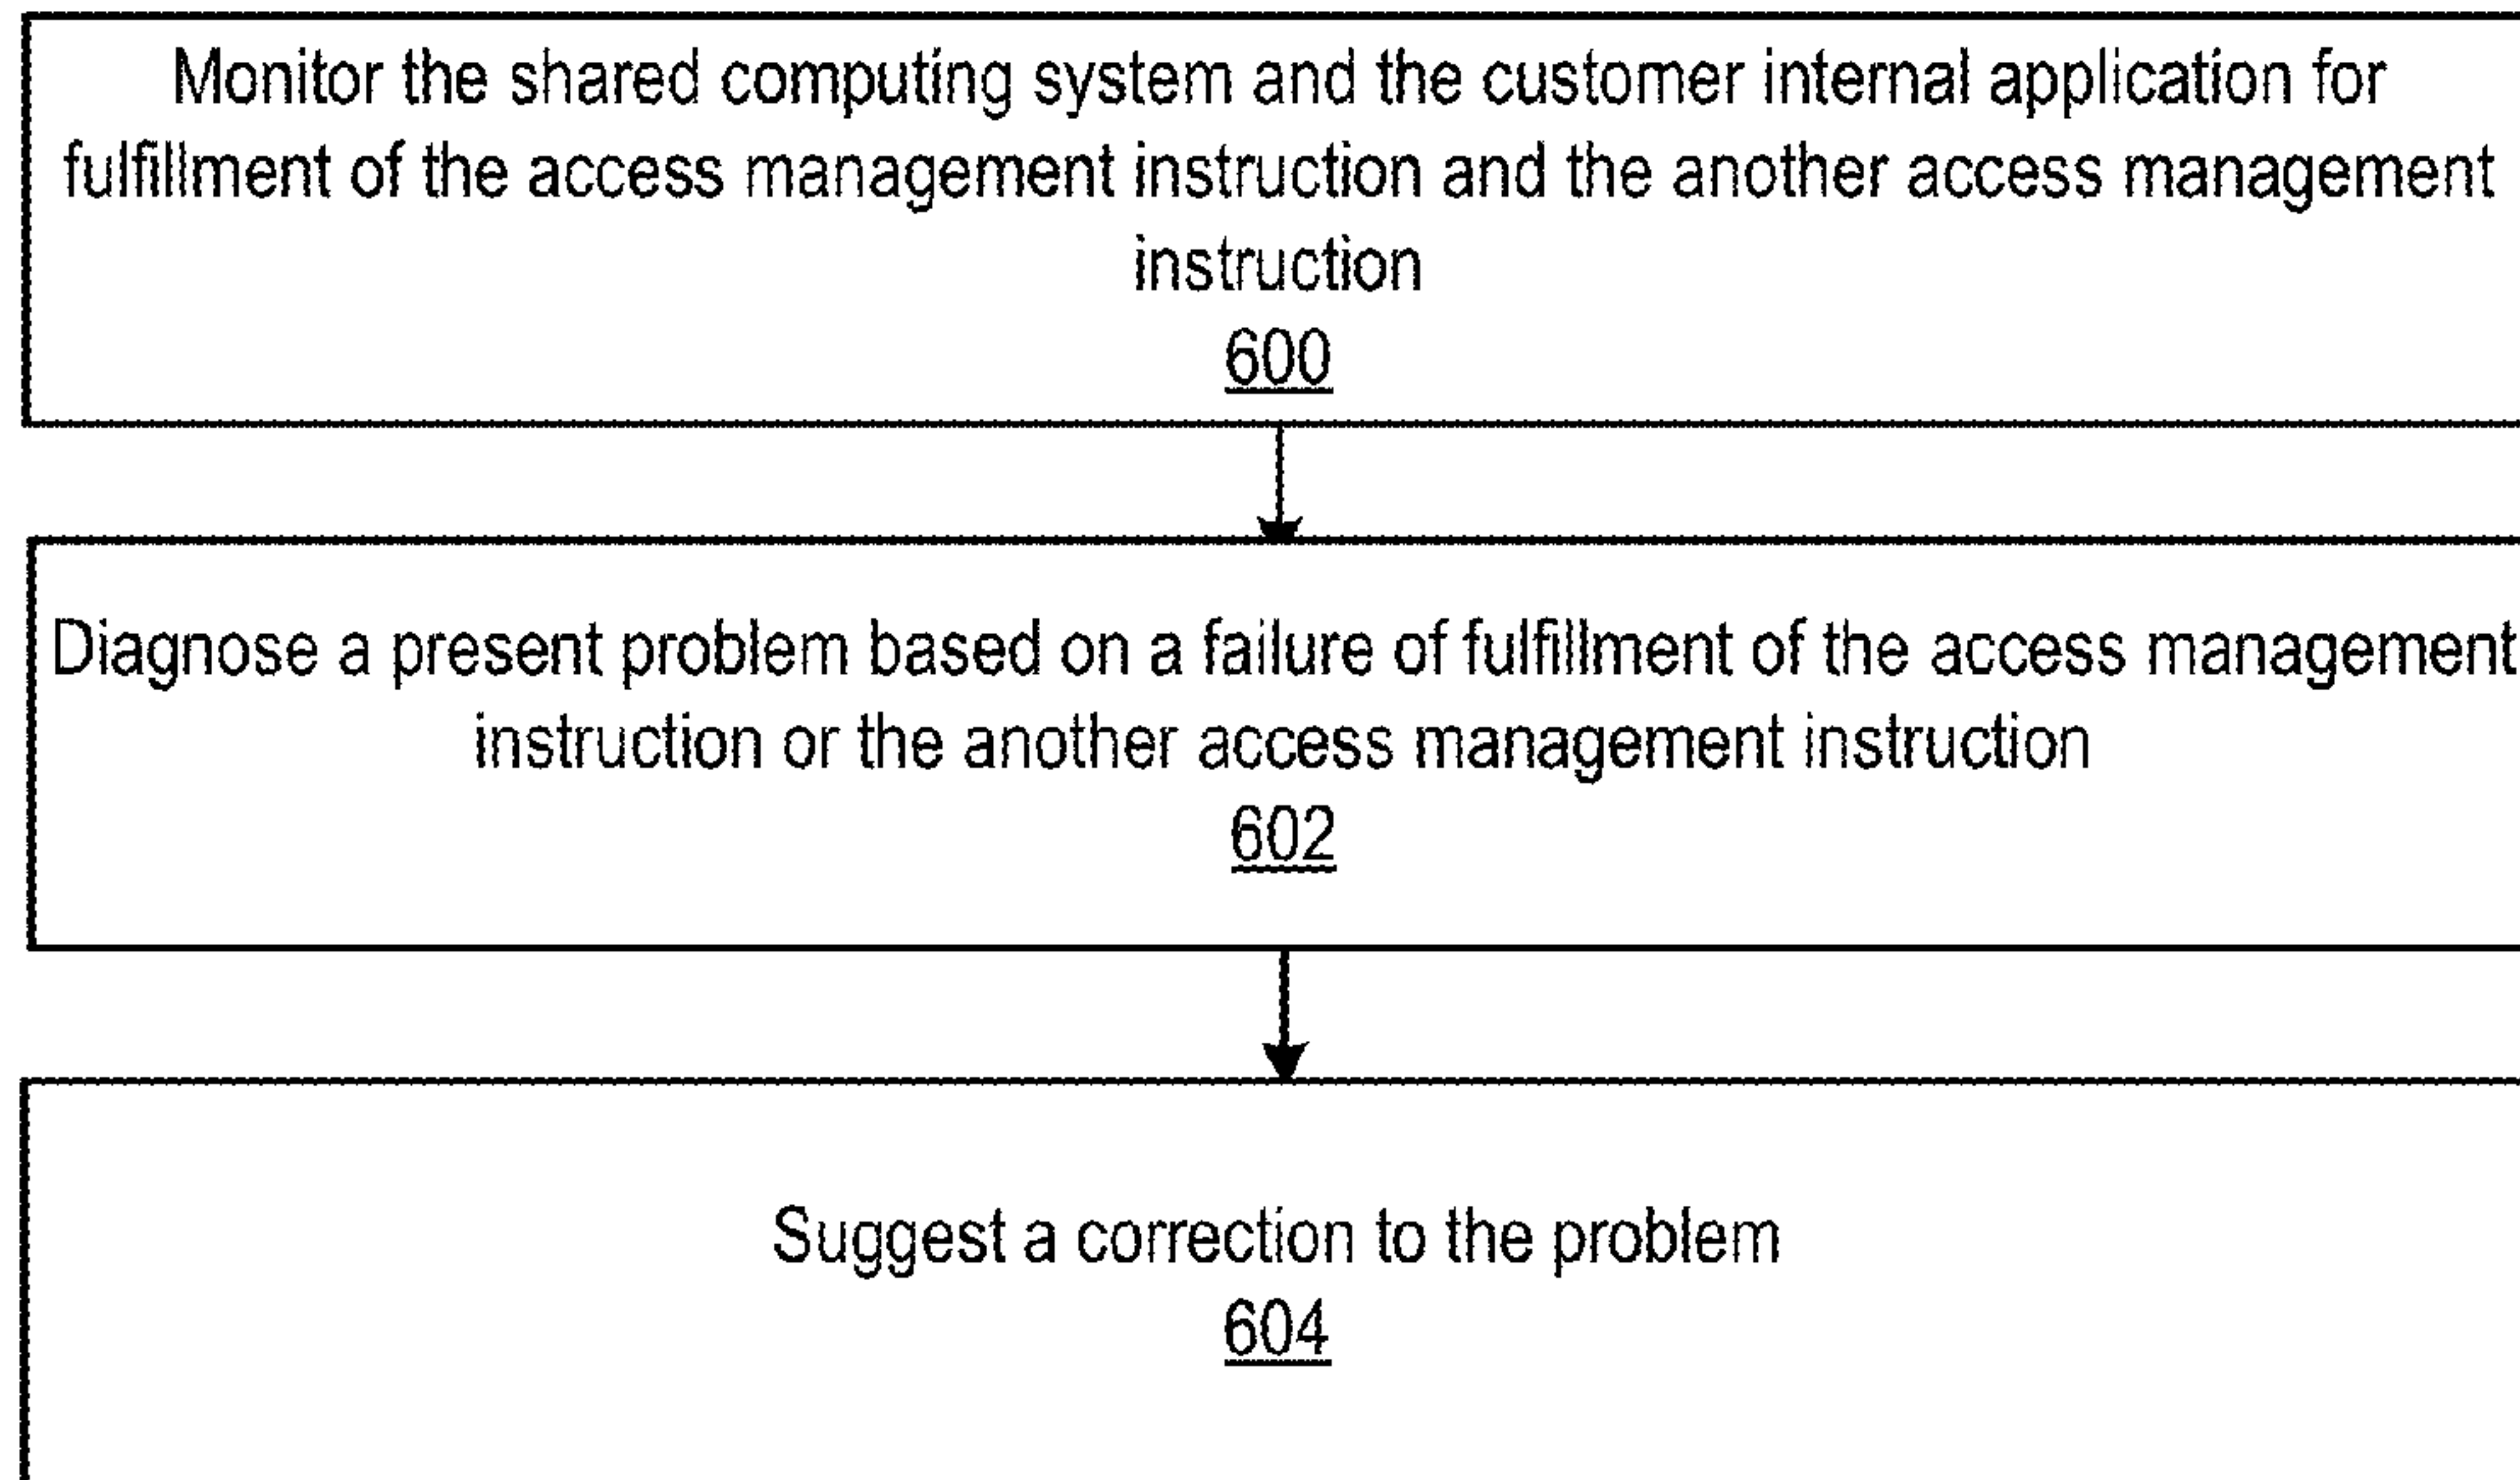 Monitor the shared computing system and the customer internal application for
fulfillment of the access management instruction and the another access management
instruction
600
Diagnose a present problem based on a failure of fulfillment of the access management
instruction or the another access management instruction
602
Suggest a correction to the problem
604